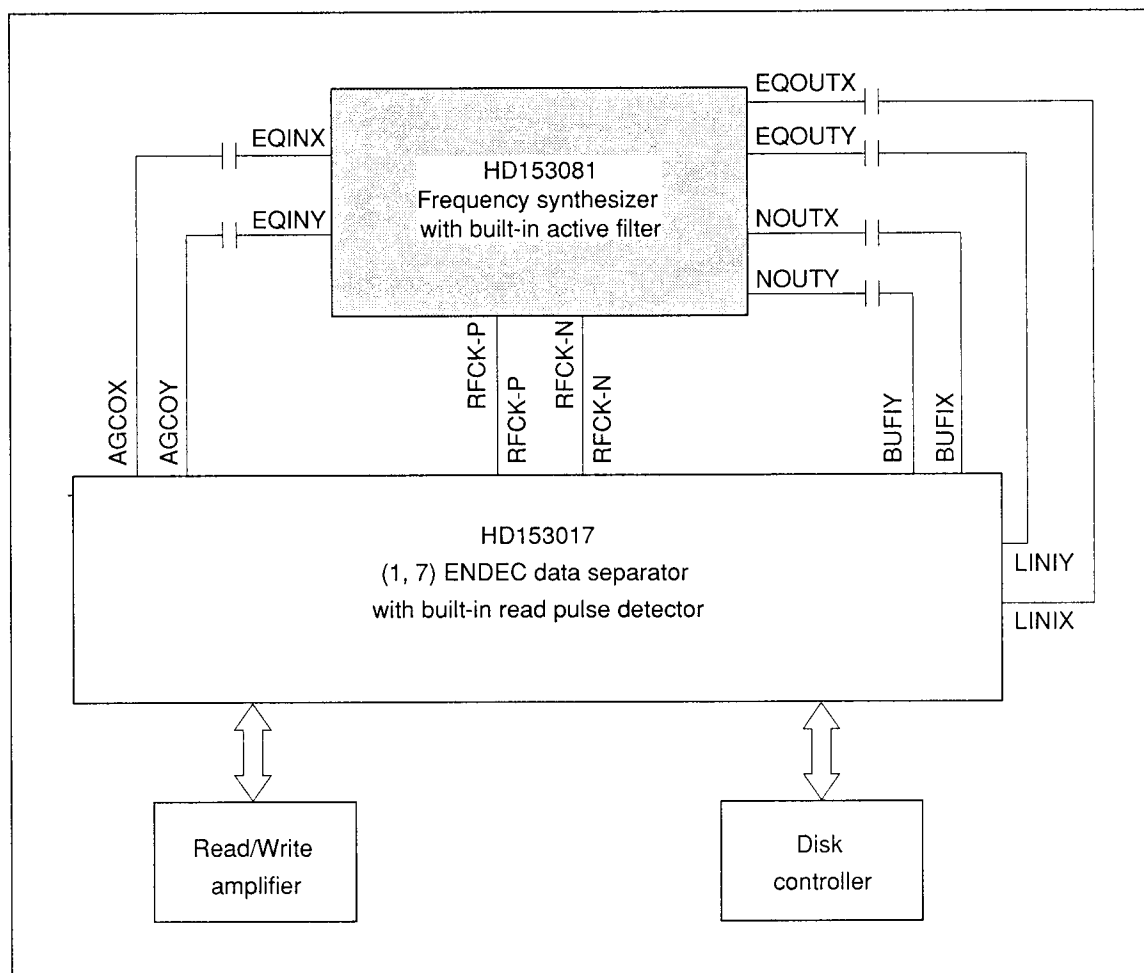 EQOUTX
EQINX
EQOUTY
HD153081
Frequency synthesizer
with built-in active filter
EQINY
NOUTX
NOUTY
RFCK-P
RFCK-N
AGCOX
AGCOY
RFCK-P
RFCK-N
BUFIY
BUFIX
HD153017
(1, 7) ENDEC data separator
with built-in read pulse detector
LINIY
LINIX
Read/Write
amplifier
Disk
controller